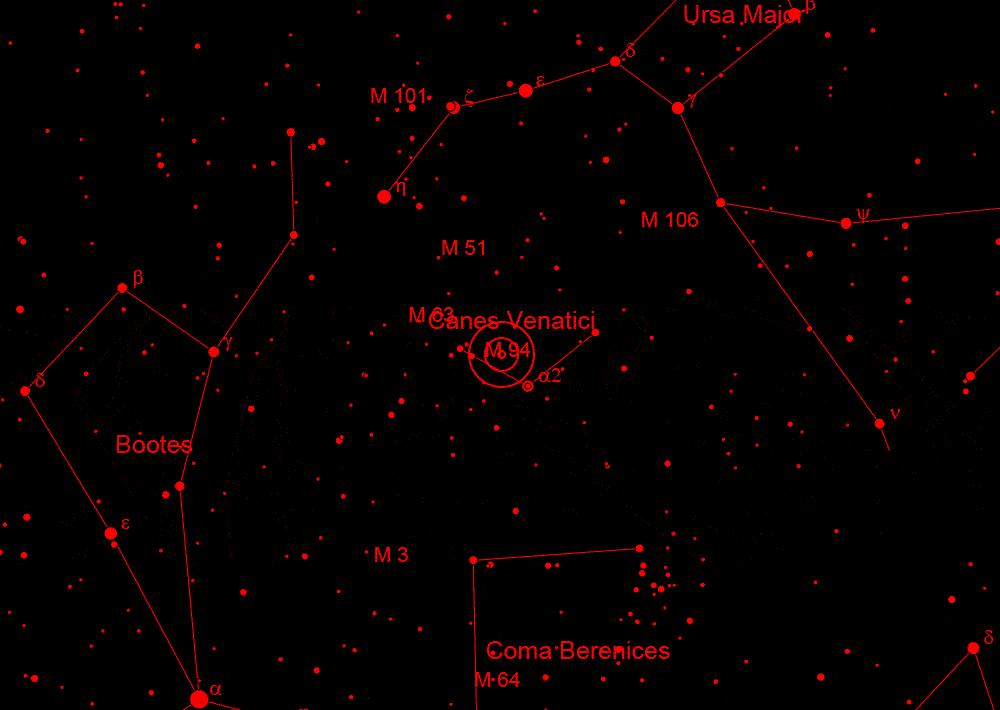 Ursa Major
β
δ
ε
M 101
ζ
γ
η
M 106
ψ
M 51
β
M 63
Canes Venatici
γ
M 94
α2
δ
ν
Bootes
ε
M 3
δ
Coma Berenices
M 64
α